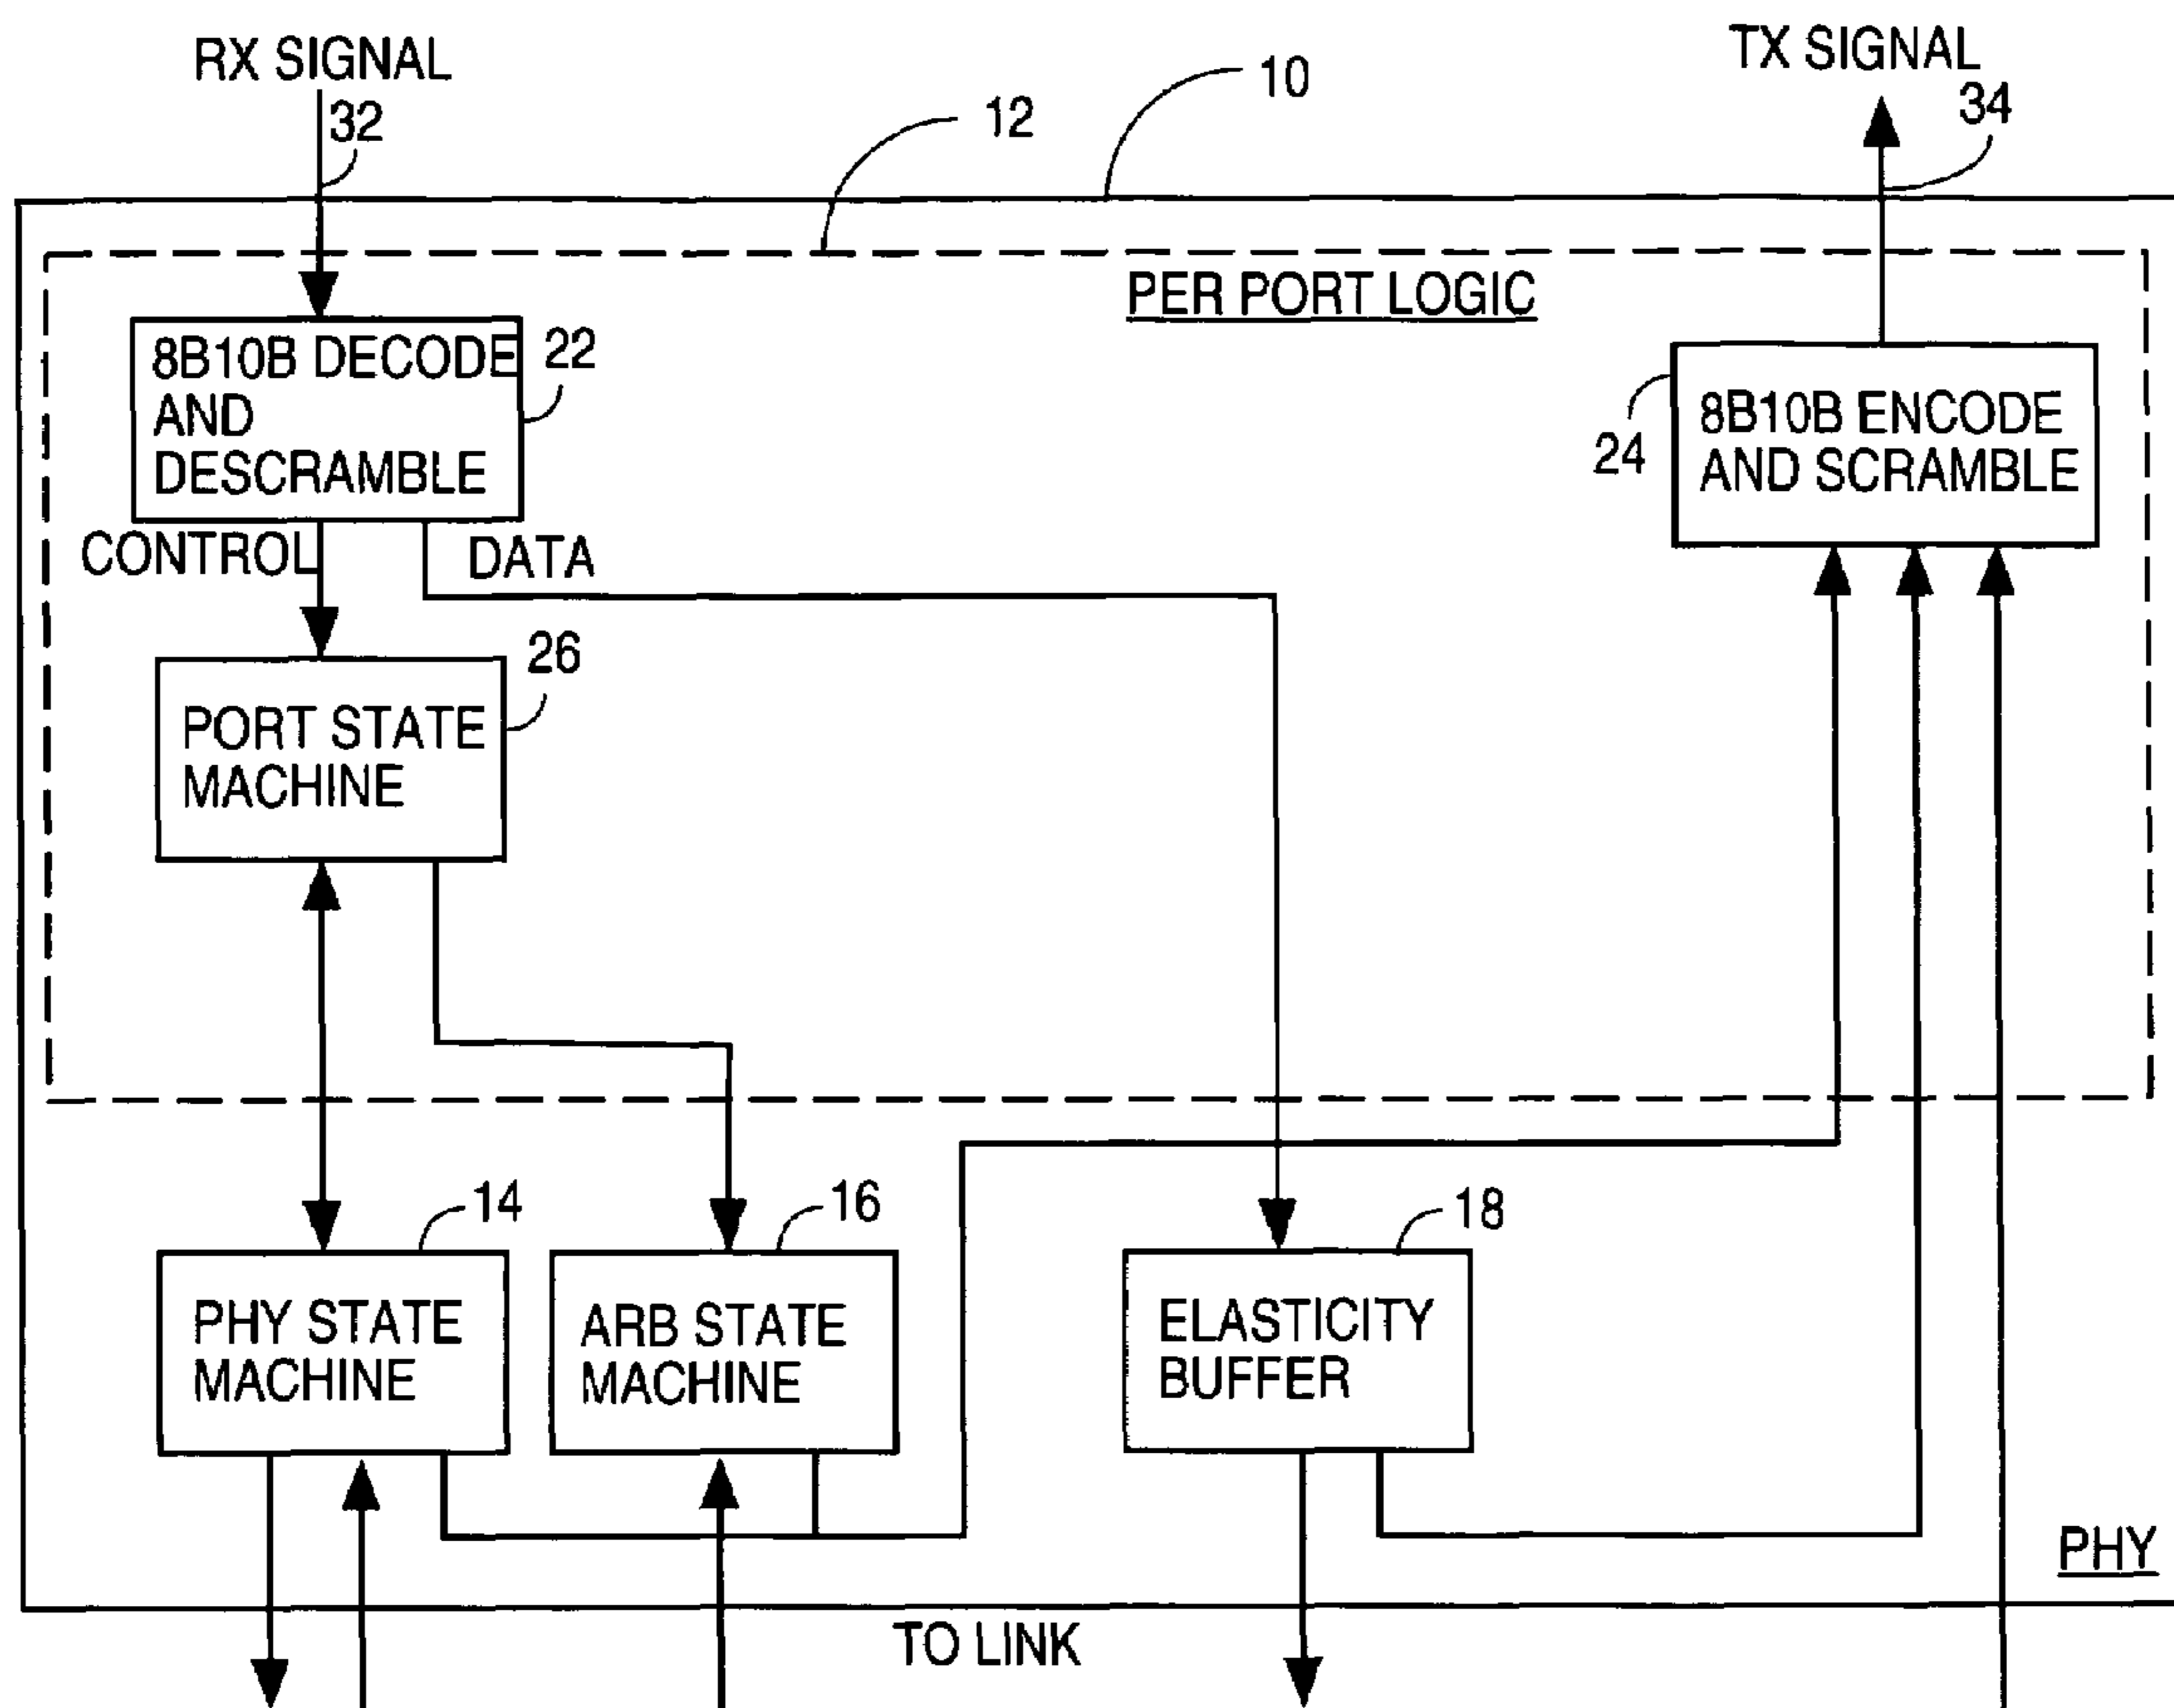 RX SIGNAL
32
12
10
TX SIGNAL
34
PER PORT LOGIC
8B10B DECODE
AND
DESCRAMBLE
22
24
8B10B ENCODE
AND SCRAMBLE
CONTROL
DATA
26
PORT STATE
MACHINE
14
16
18
PHY STATE
MACHINE
ARB STATE
MACHINE
ELASTICITY
BUFFER
PHY
TO LINK